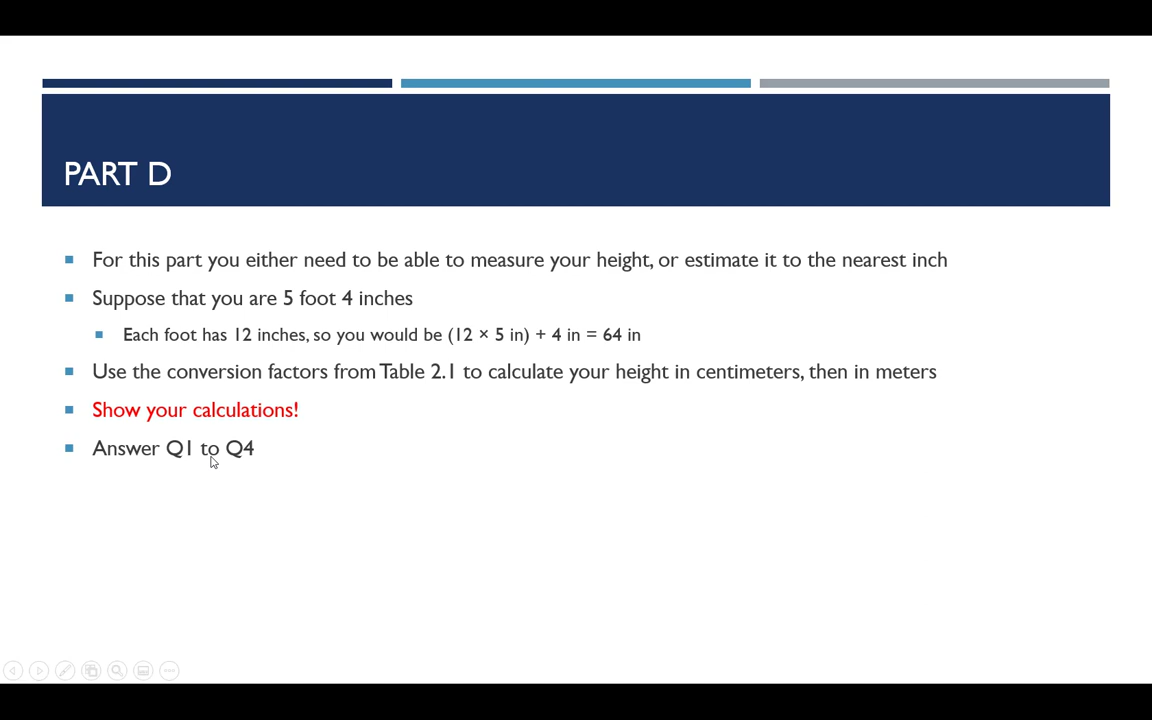 PART D
For this part you either need to be able to measure your height, or estimate it to the nearest inch
Suppose that you are 5 foot 4 inches
Each foot has 12 inches, so you would be (12 × 5 in) + 4 in = 64 in
Use the conversion factors from Table 2.1 to calculate your height in centimeters, then in meters
Show your calculations!
Answer Q1 to Q4